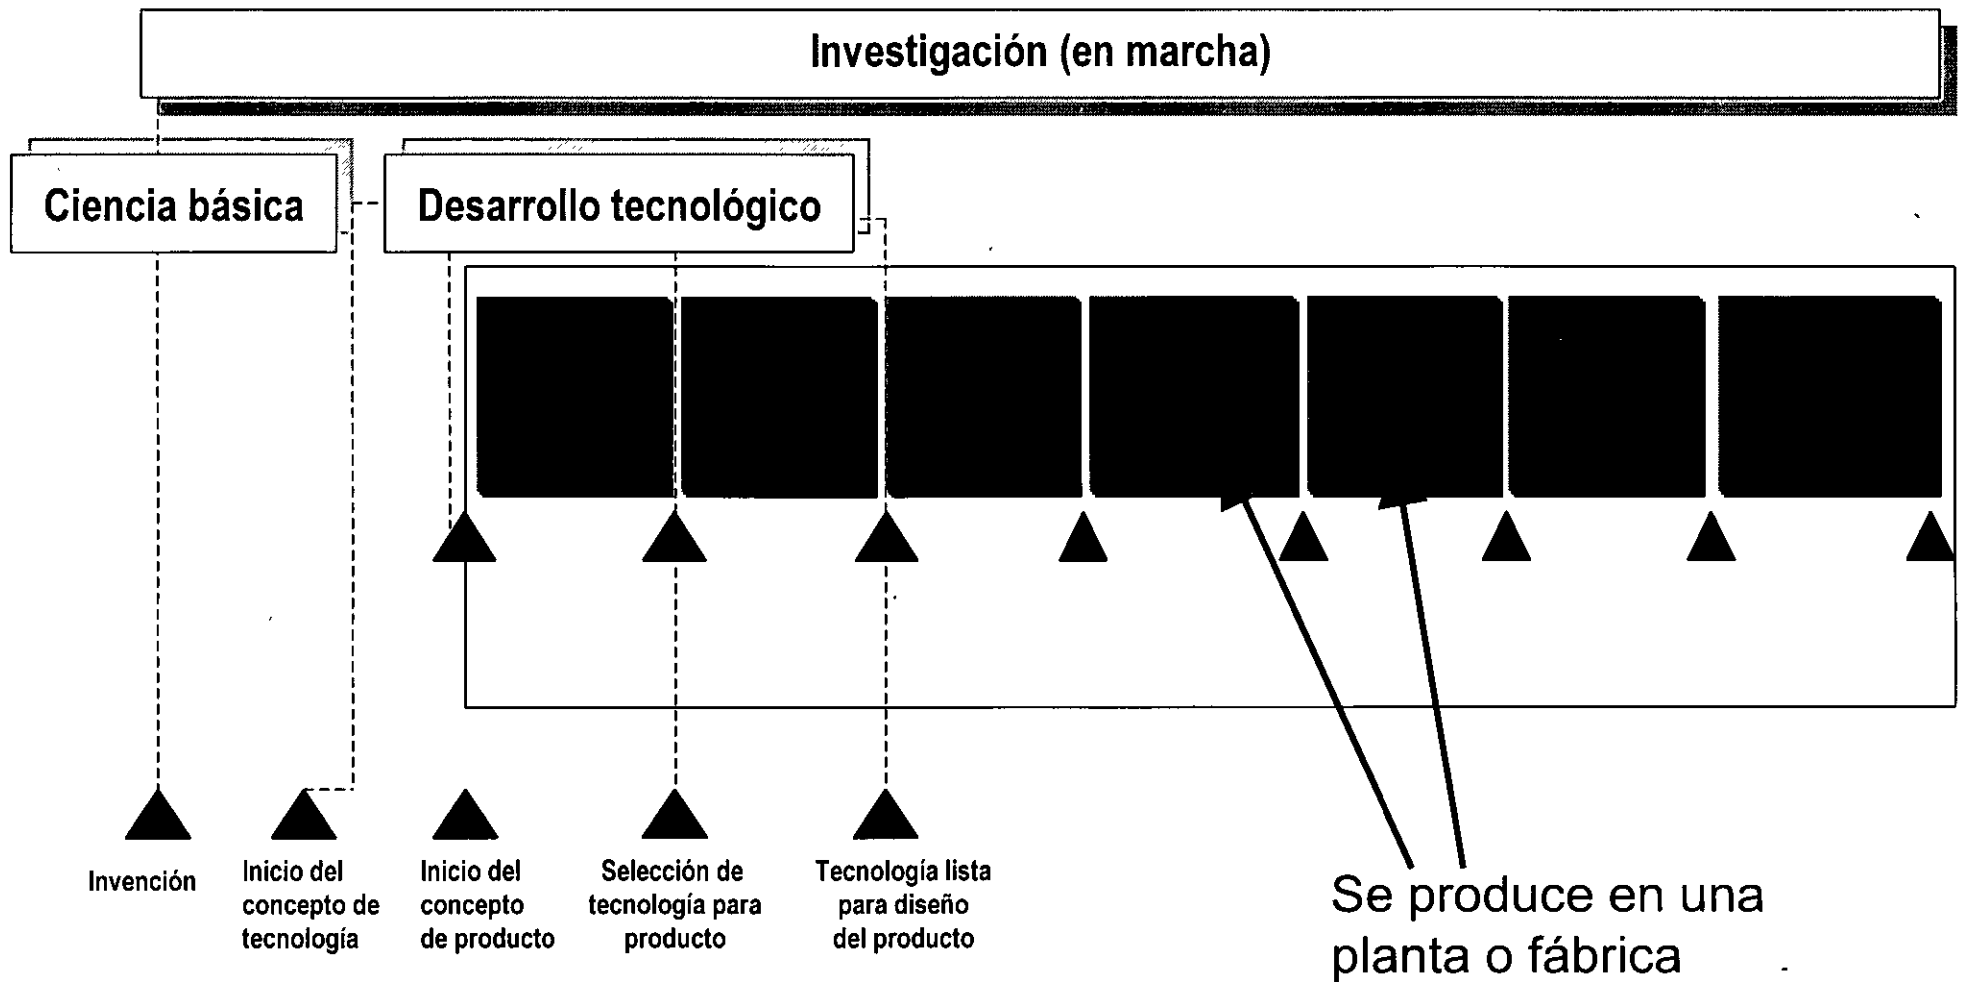 Investigación (en marcha)
Ciencia básica
Desarrollo tecnológico
Invención
Inicio del
concepto de
tecnología
Inicio del
concepto
de producto
Selección de
tecnología para
producto
Tecnología lista
para diseño
del producto
Se produce en una
planta o fábrica